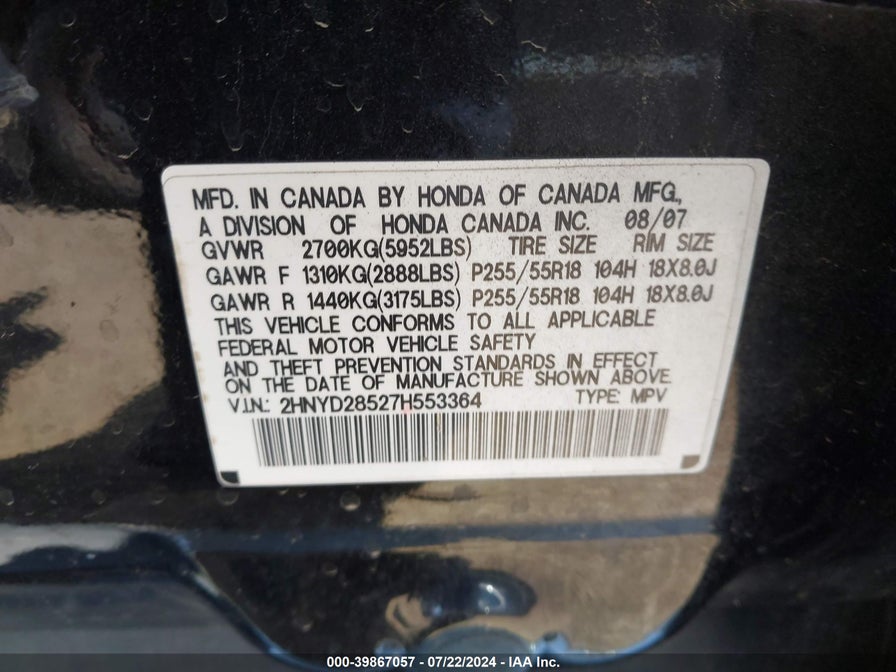 MFD. IN CANADA BY HONDA OF CANADA MFG.,
A DIVISION OF HONDA CANADA INC. 08/07
GVWR 2700KG(5952LBS) TIRE SIZE RIM SIZE
GAWR F 1310KG(2888LBS) P255/55R18 104H 18X8.0J
GAWR R 1440KG(3175LBS) P255/55R18 104H 18X8.0J
THIS VEHICLE CONFORMS TO ALL APPLICABLE
FEDERAL MOTOR VEHICLE SAFETY
AND THEFT PREVENTION STANDARDS IN EFFECT
ON THE DATE OF MANUFACTURE SHOWN ABOVE.
V.I.N.: 2HNYD28527H553364 TYPE: MPV
000-39867057 - 07/22/2024 - IAA Inc.